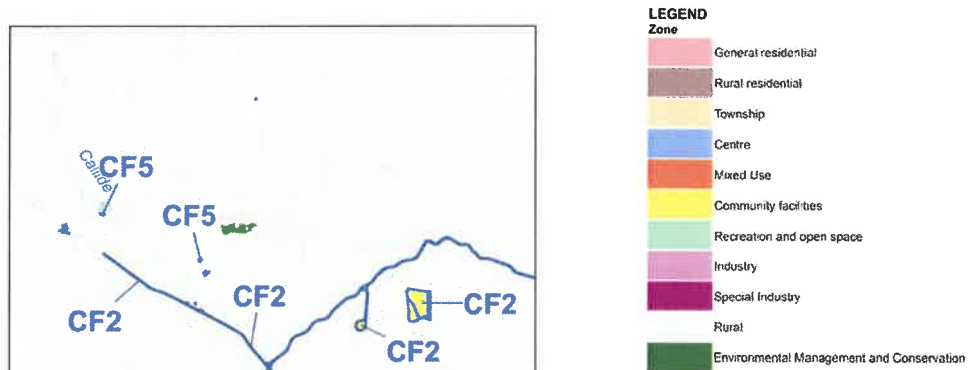 Callide
CF5
CF5
CF2
CF2
CF2
CF2
LEGEND
Zone
General residential
Rural residential
Township
Centre
Mixed Use
Community facilities
Recreation and open space
Industry
Special Industry
Rural
Environmental Management and Conservation